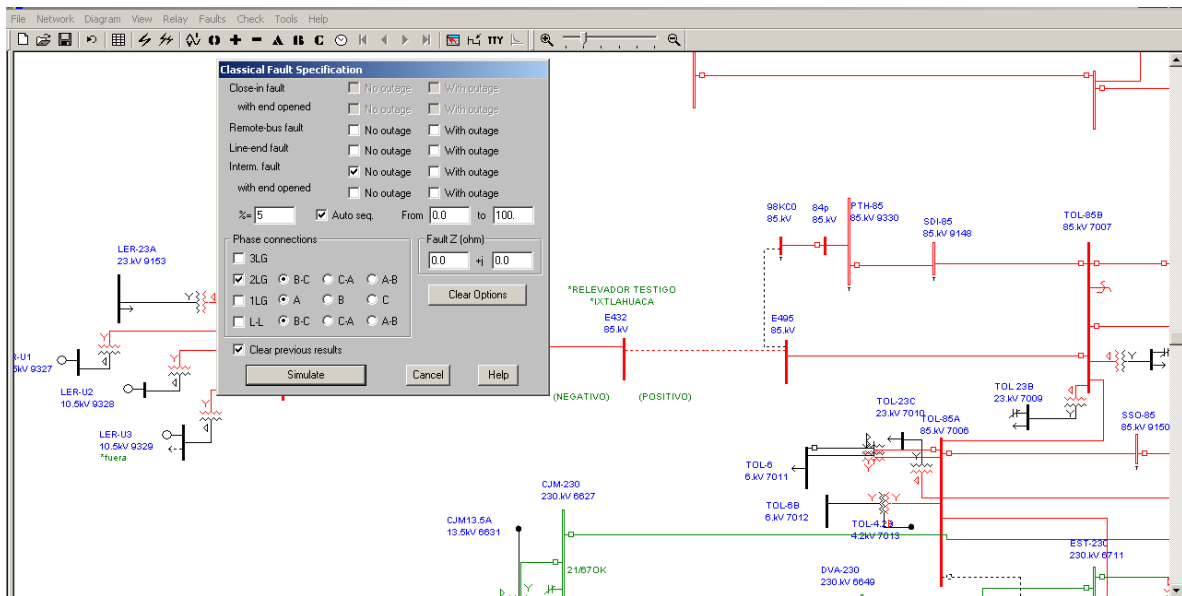 File Network Diagram View Relay Faults Check Tools Help
TTY
Classical Fault Specification
Close-in fault No outage With outage
with end opened No outage With outage
Remote-bus fault No outage With outage
Line-end fault No outage With outage
Interm. fault No outage With outage
with end opened No outage With outage
%= 5 Auto seq. From 0.0 to 100.
Phase connections
3LG
2LG B-C C-A A-B
1LG A B C
L-L B-C C-A A-B
Fault Z (ohm)
0.0 +j 0.0
Clear Options
Clear previous results
Simulate Cancel Help
LER-23A
23.kV 9153
9327
LER-U2
10.5kV 9328
LER-U3
10.5kV 9329
*fuera
*RELEVADOR TESTIGO
*IXTLAHUACA
E432
85.kV
(NEGATIVO) (POSITIVO)
E495
85.kV
98KC0
85.kV
84p
85.kV
PTH-85
85.kV 9330
SDI-85
85.kV 9148
TOL-85B
85.kV 7007
TOL 23B
23.kV 7009
TOL-23C
23.kV 7010
TOL-85A
85.kV 7006
SSO-85
85.kV 9150
TOL-6
6.kV 7011
TOL-6B
6.kV 7012
TOL-4.2B
4.2kV 7013
CJM-230
230.kV 6627
CJM13.5A
13.5kV 6631
21/67OK
DVA-230
230.kV 6649
EST-230
230.kV 6711